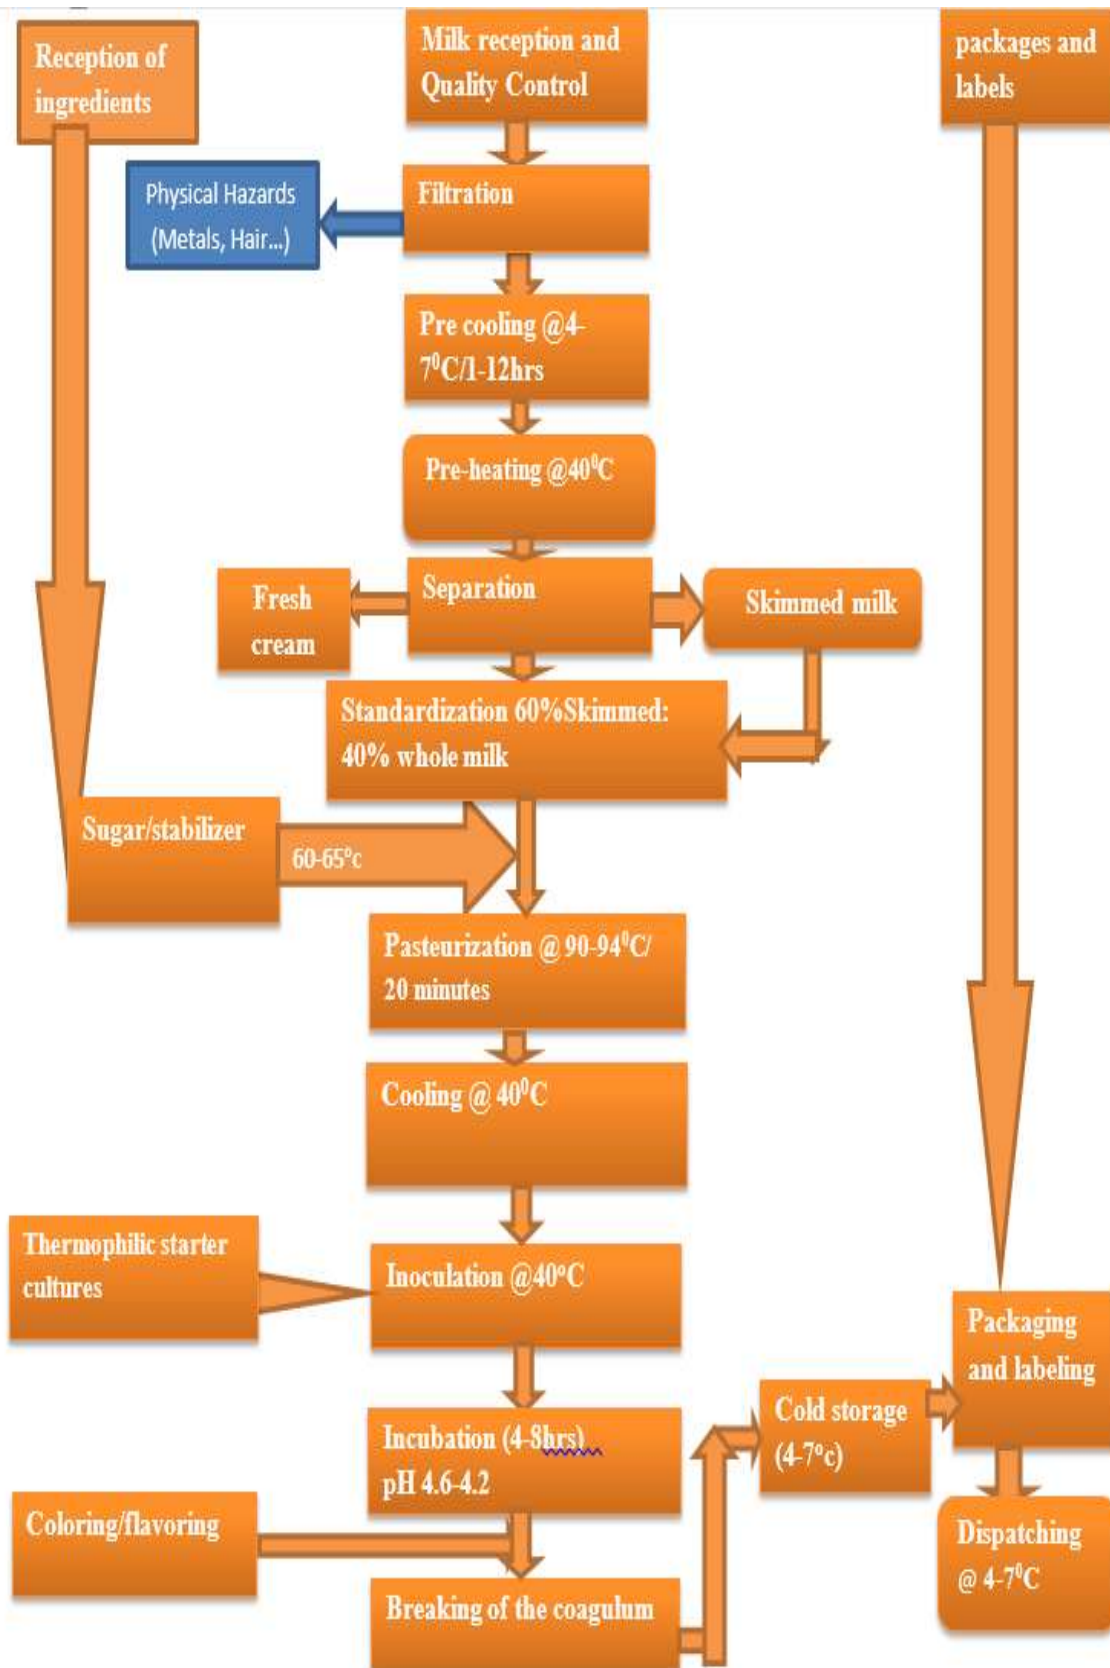 Reception of
ingredients
Milk reception and
Quality Control
packages and
labels
Physical Hazards
(Metals, Hair...)
Filtration
Pre cooling @4-
7⁰C/1-12hrs
Pre-heating @40⁰C
Fresh
cream
Separation
Skimmed milk
Standardization 60%Skimmed:
40% whole milk
Sugar/stabilizer
60-65ºc
Pasteurization @ 90-94⁰C/
20 minutes
Cooling @ 40⁰C
Thermophilic starter
cultures
Inoculation @40ºC
Incubation (4-8hrs)
pH 4.6-4.2
Coloring/flavoring
Breaking of the coagulum
Cold storage
(4-7ºc)
Packaging
and labeling
Dispatching
@ 4-7⁰C